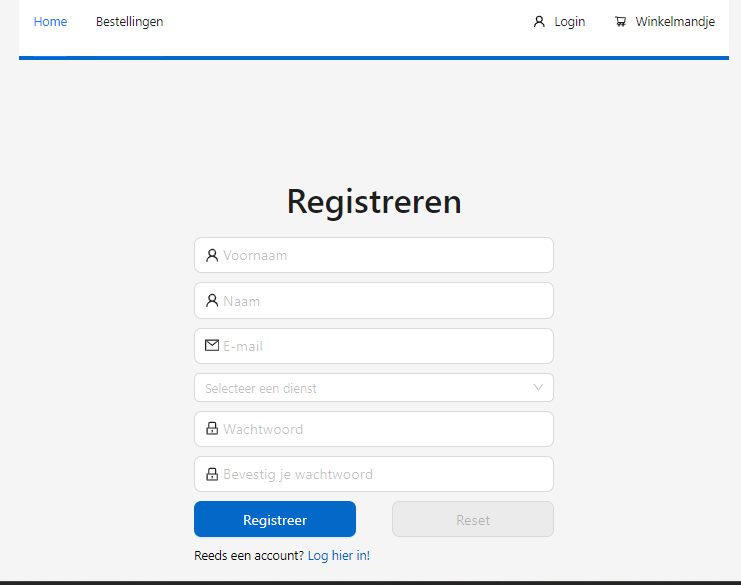 Home Bestellingen Login Winkelmandje
Registreren
Voornaam
Naam
E-mail
Selecteer een dienst
Wachtwoord
Bevestig je wachtwoord
Registreer Reset
Reeds een account? Log hier in!